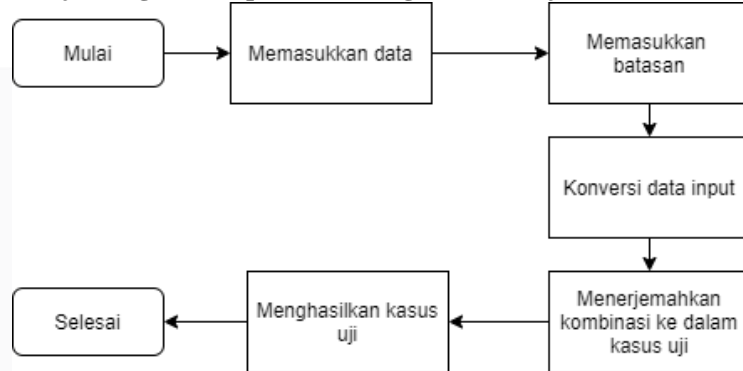 Mulai
Memasukkan data
Memasukkan
batasan
Konversi data input
Menerjemahkan
kombinasi ke dalam
kasus uji
Menghasilkan kasus
uji
Selesai